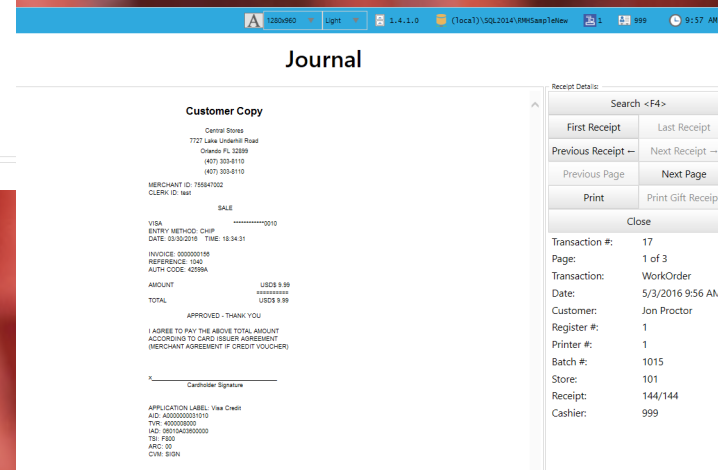 1280x960 Light 1.4.1.0 (local)\SQL2014\RMHSampleNew 1 999 9:57 AM
Journal
Receipt Details:
Search <F4>
First Receipt Last Receipt
Previous Receipt ← Next Receipt →
Previous Page Next Page
Print Print Gift Receip
Close
Transaction #: 17
Page: 1 of 3
Transaction: WorkOrder
Date: 5/3/2016 9:56 AM
Customer: Jon Proctor
Register #: 1
Printer #: 1
Batch #: 1015
Store: 101
Receipt: 144/144
Cashier: 999
Customer Copy
Central Stores
7727 Lake Underhill Road
Orlando FL 32899
(407) 303-8110
(407) 303-8110
MERCHANT ID: 755847002
CLERK ID: test
SALE
VISA ************0010
ENTRY METHOD: CHIP
DATE: 03/30/2016 TIME: 18:34:31
INVOICE: 0000000156
REFERENCE: 1040
AUTH CODE: 42599A
AMOUNT USD$ 9.99
==========
TOTAL USD$ 9.99
APPROVED - THANK YOU
I AGREE TO PAY THE ABOVE TOTAL AMOUNT
ACCORDING TO CARD ISSUER AGREEMENT
(MERCHANT AGREEMENT IF CREDIT VOUCHER)
x
Cardholder Signature
APPLICATION LABEL: Visa Credit
AID: A0000000031010
TVR: 4000008000
IAD: 06010A03600000
TSI: F800
ARC: 00
CVM: SIGN